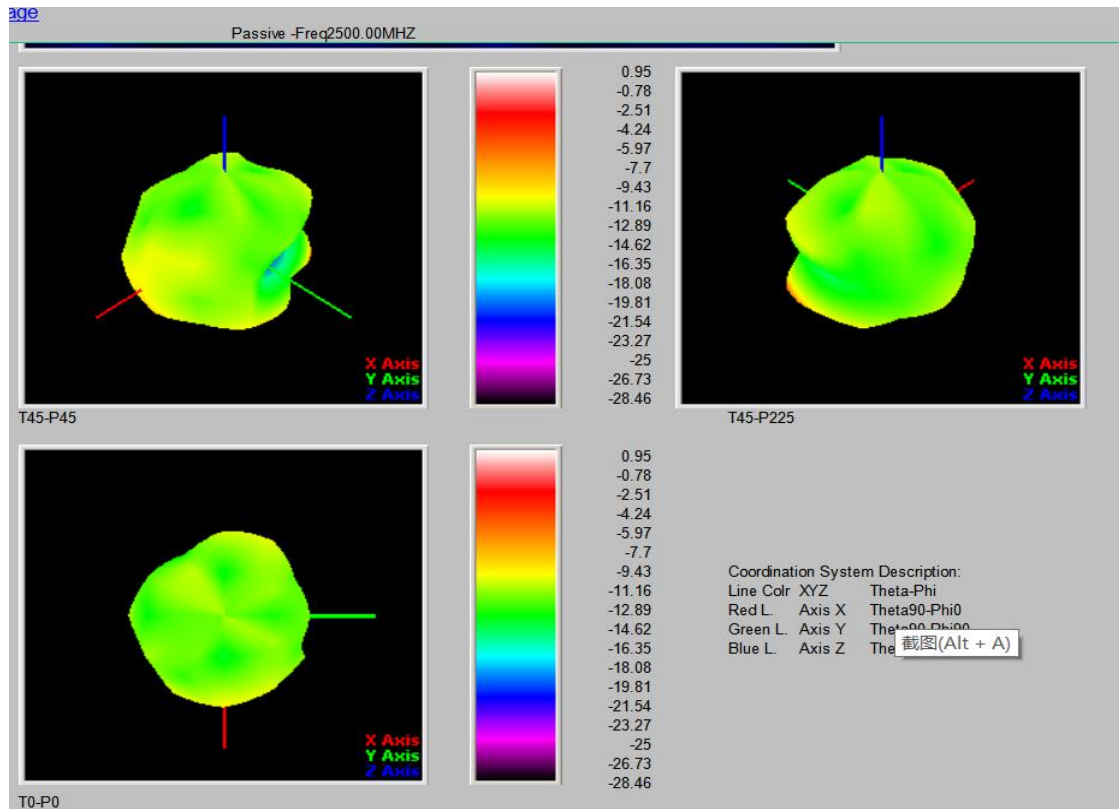 age
Passive -Freq2500.00MHZ
0.95
-0.78
-2.51
-4.24
-5.97
-7.7
-9.43
-11.16
-12.89
-14.62
-16.35
-18.08
-19.81
-21.54
-23.27
-25
-26.73
-28.46
X Axis
Y Axis
Z Axis
T45-P45
X Axis
Y Axis
Z Axis
T45-P225
0.95
-0.78
-2.51
-4.24
-5.97
-7.7
-9.43
-11.16
-12.89
-14.62
-16.35
-18.08
-19.81
-21.54
-23.27
-25
-26.73
-28.46
X Axis
Y Axis
Z Axis
T0-P0
Coordination System Description:
Line Colr XYZ Theta-Phi
Red L. Axis X Theta90-Phi0
Green L. Axis Y Theta90-Phi90
Blue L. Axis Z The
截图(Alt + A)